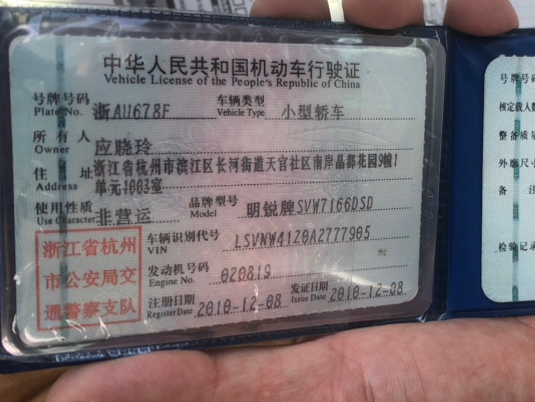 中华人民共和国机动车行驶证
Vehicle License of the People's Republic of China
号牌号码 浙AU678F 车辆类型 小型轿车
Plate No. Vehicle Type
所有人 应晓玲
Owner
住址 浙江省杭州市滨江区长河街道天官社区南岸晶都花园9幢1
Address 单元1003室
使用性质 非营运 品牌型号 明锐牌SVW7166DSD
Use Character Model
浙江省杭州
市公安局交
通警察支队
车辆识别代号 LSVNW41Z0A2777905
VIN
发动机号码 020819
Engine No.
注册日期 2010-12-08 发证日期 2010-12-08
Register Date Issue Date
号牌号码
核定载人数
整备质量
外廓尺寸
备注
检验记录